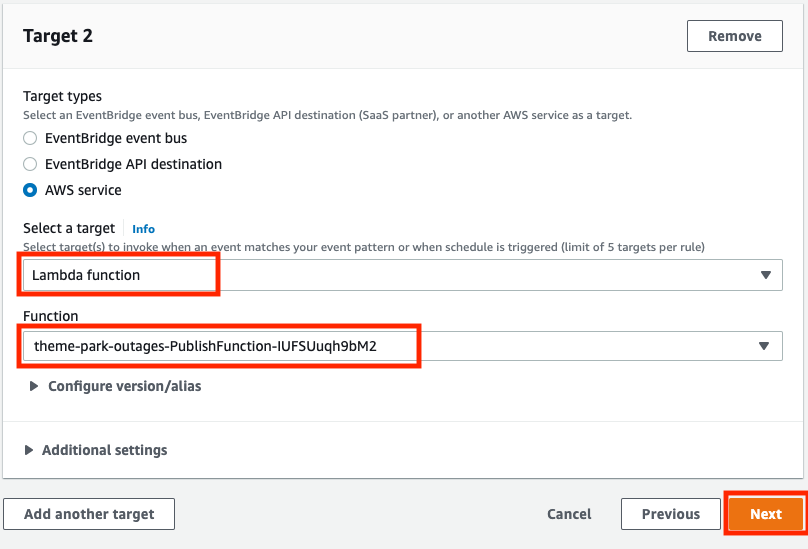 Target 2
Remove
Target types
Select an EventBridge event bus, EventBridge API destination (SaaS partner), or another AWS service as a target.
EventBridge event bus
EventBridge API destination
AWS service
Select a target
Info
Select target(s) to invoke when an event matches your event pattern or when schedule is triggered (limit of 5 targets per rule)
Lambda function
Function
theme-park-outages-PublishFunction-IUFSUuqh9bM2
Configure version/alias
Additional settings
Add another target
Cancel
Previous
Next